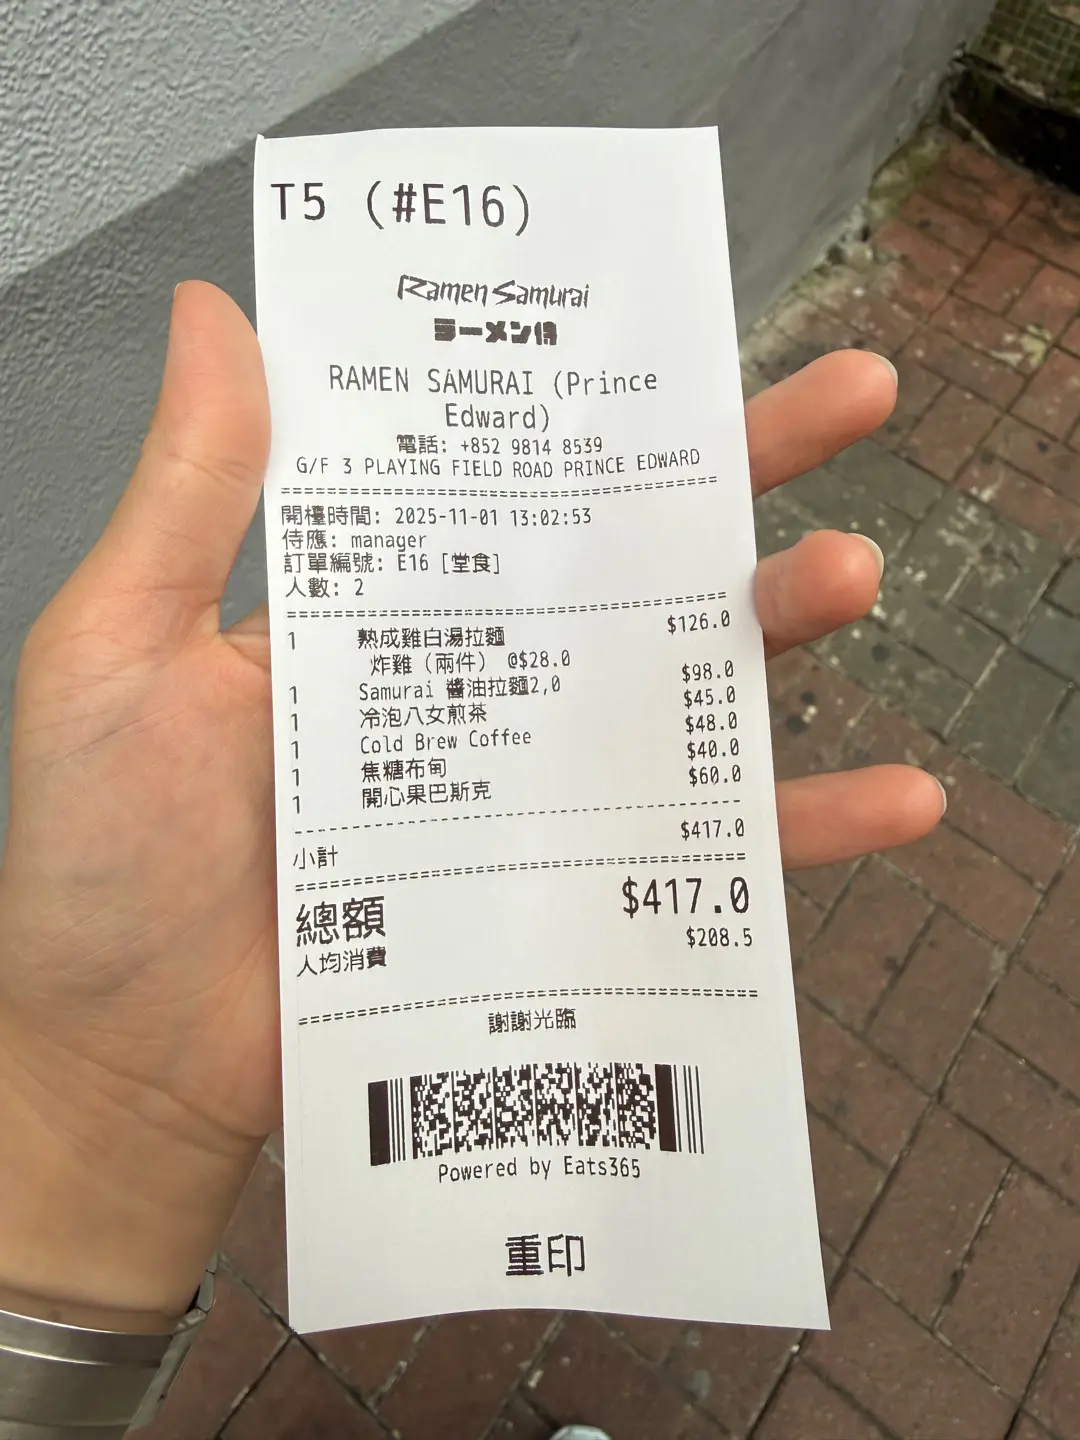 T5 (#E16)
Ramen Samurai
ラーメン侍
RAMEN SAMURAI (Prince
Edward)
電話: +852 9814 8539
G/F 3 PLAYING FIELD ROAD PRINCE EDWARD
開檯時間: 2025-11-01 13:02:53
侍應: manager
訂單編號: E16 [堂食]
人數: 2
1 熟成雞白湯拉麵 $126.0
炸雞（兩件） @$28.0
1 Samurai 醬油拉麵2,0 $98.0
1 冷泡八女煎茶 $45.0
1 Cold Brew Coffee $48.0
1 焦糖布甸 $40.0
1 開心果巴斯克 $60.0
小計 $417.0
總額 $417.0
人均消費 $208.5
謝謝光臨
Powered by Eats365
重印